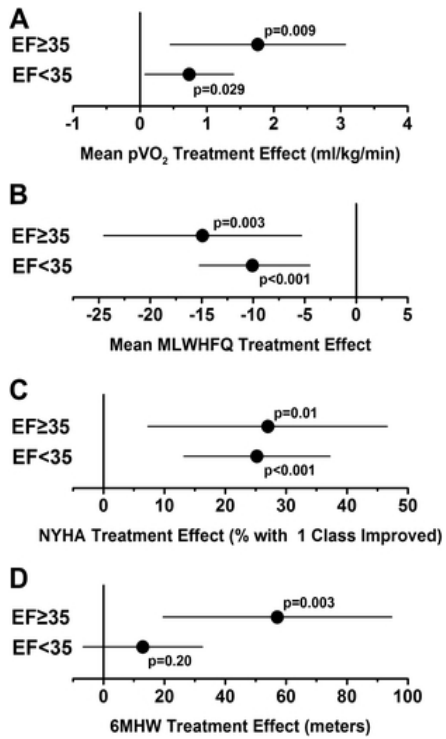 A
EF≥35
p=0.009
EF<35
p=0.029
-1 0 1 2 3 4
Mean pVO₂ Treatment Effect (ml/kg/min)
B
EF≥35
p=0.003
EF<35
p<0.001
-25 -20 -15 -10 -5 0 5
Mean MLWHFQ Treatment Effect
C
EF≥35
p=0.01
EF<35
p<0.001
0 10 20 30 40 50
NYHA Treatment Effect (% with 1 Class Improved)
D
EF≥35
p=0.003
EF<35
p=0.20
0 20 40 60 80 100
6MHW Treatment Effect (meters)